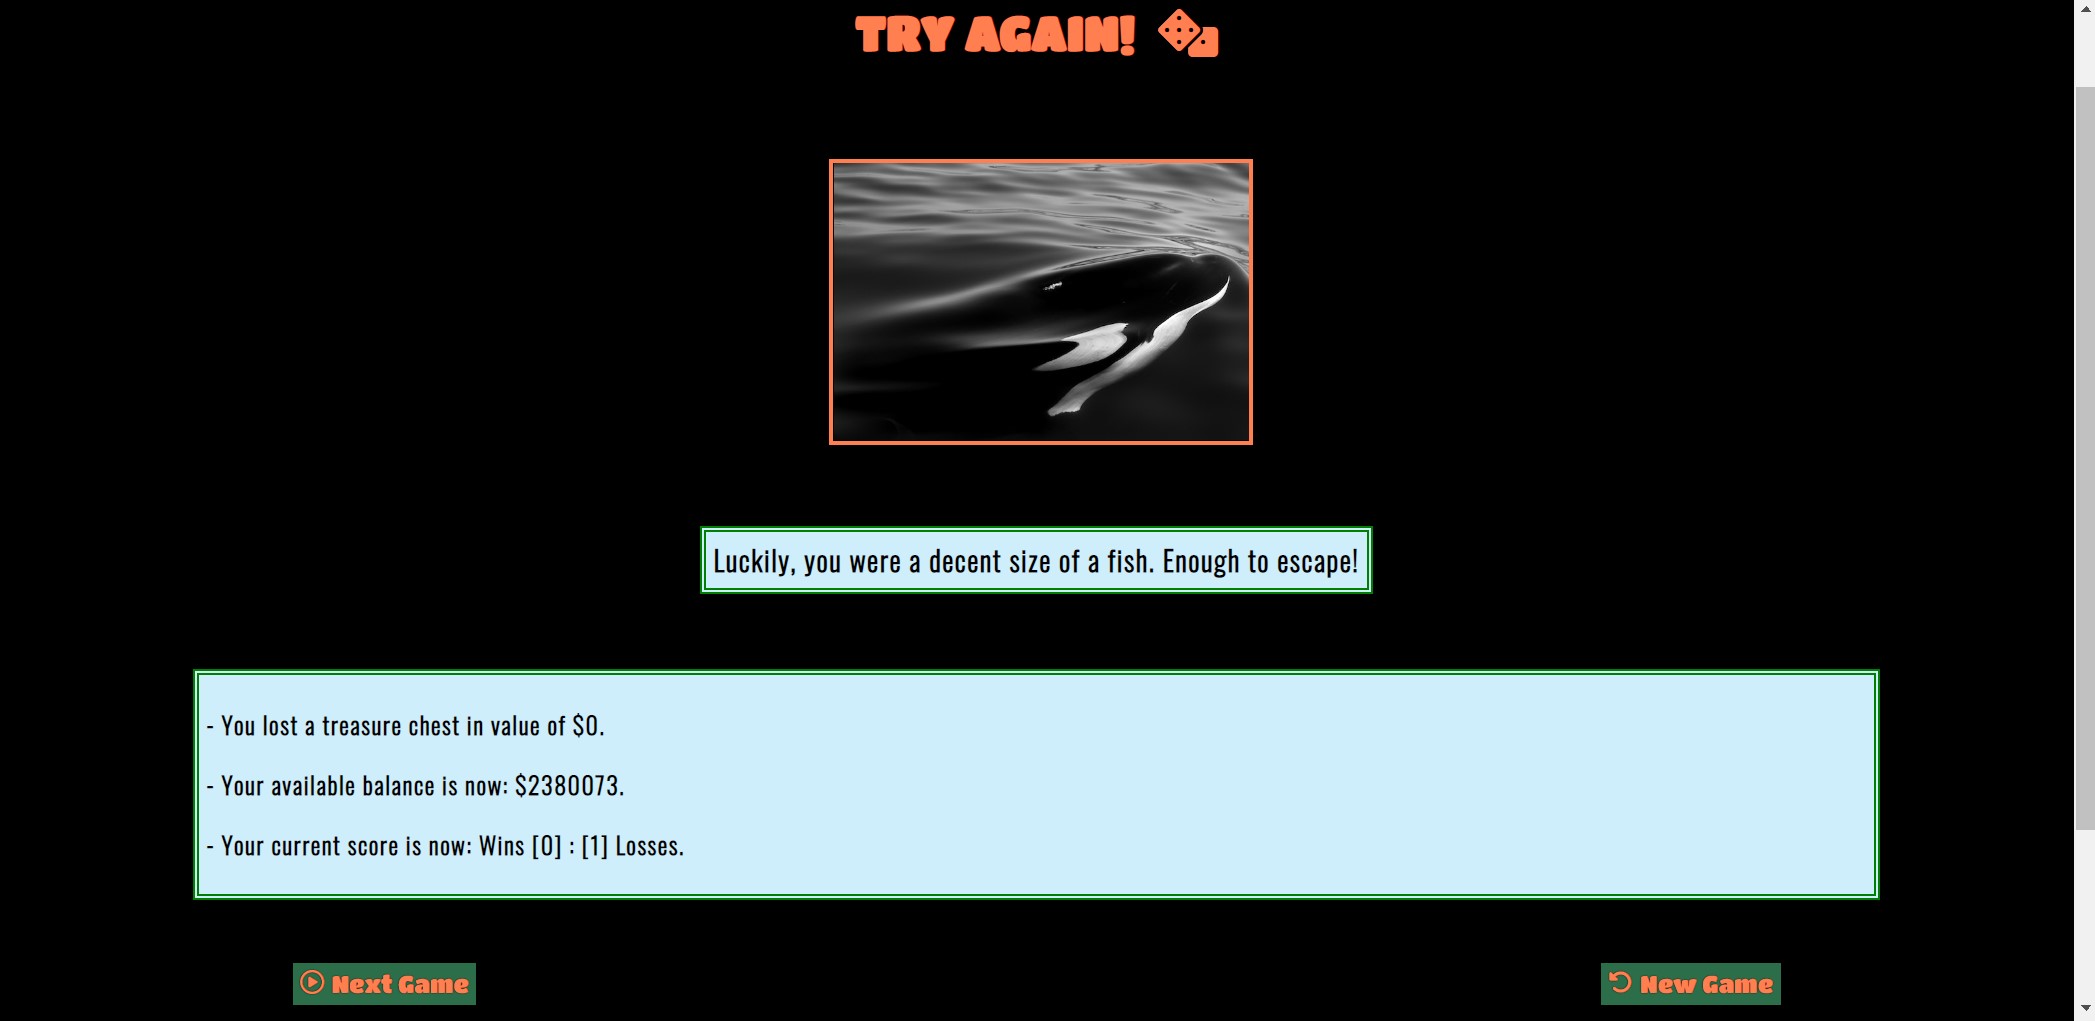 TRY AGAIN!
Luckily, you were a decent size of a fish. Enough to escape!
- You lost a treasure chest in value of $0.
- Your available balance is now: $2380073.
- Your current score is now: Wins [0] : [1] Losses.
Next Game
New Game